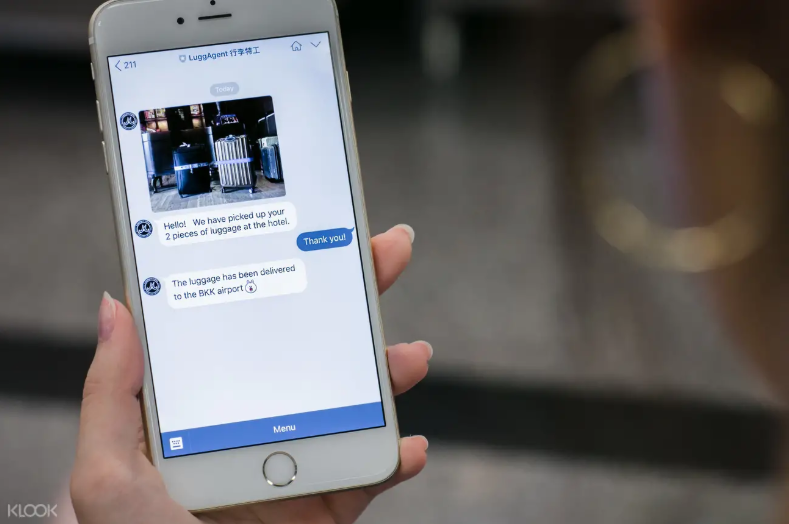 211
LuggAgent 行李特工
Today
Hello! We have picked up your
2 pieces of luggage at the hotel.
Thank you!
The luggage has been delivered
to the BKK airport
Menu
KLOOK